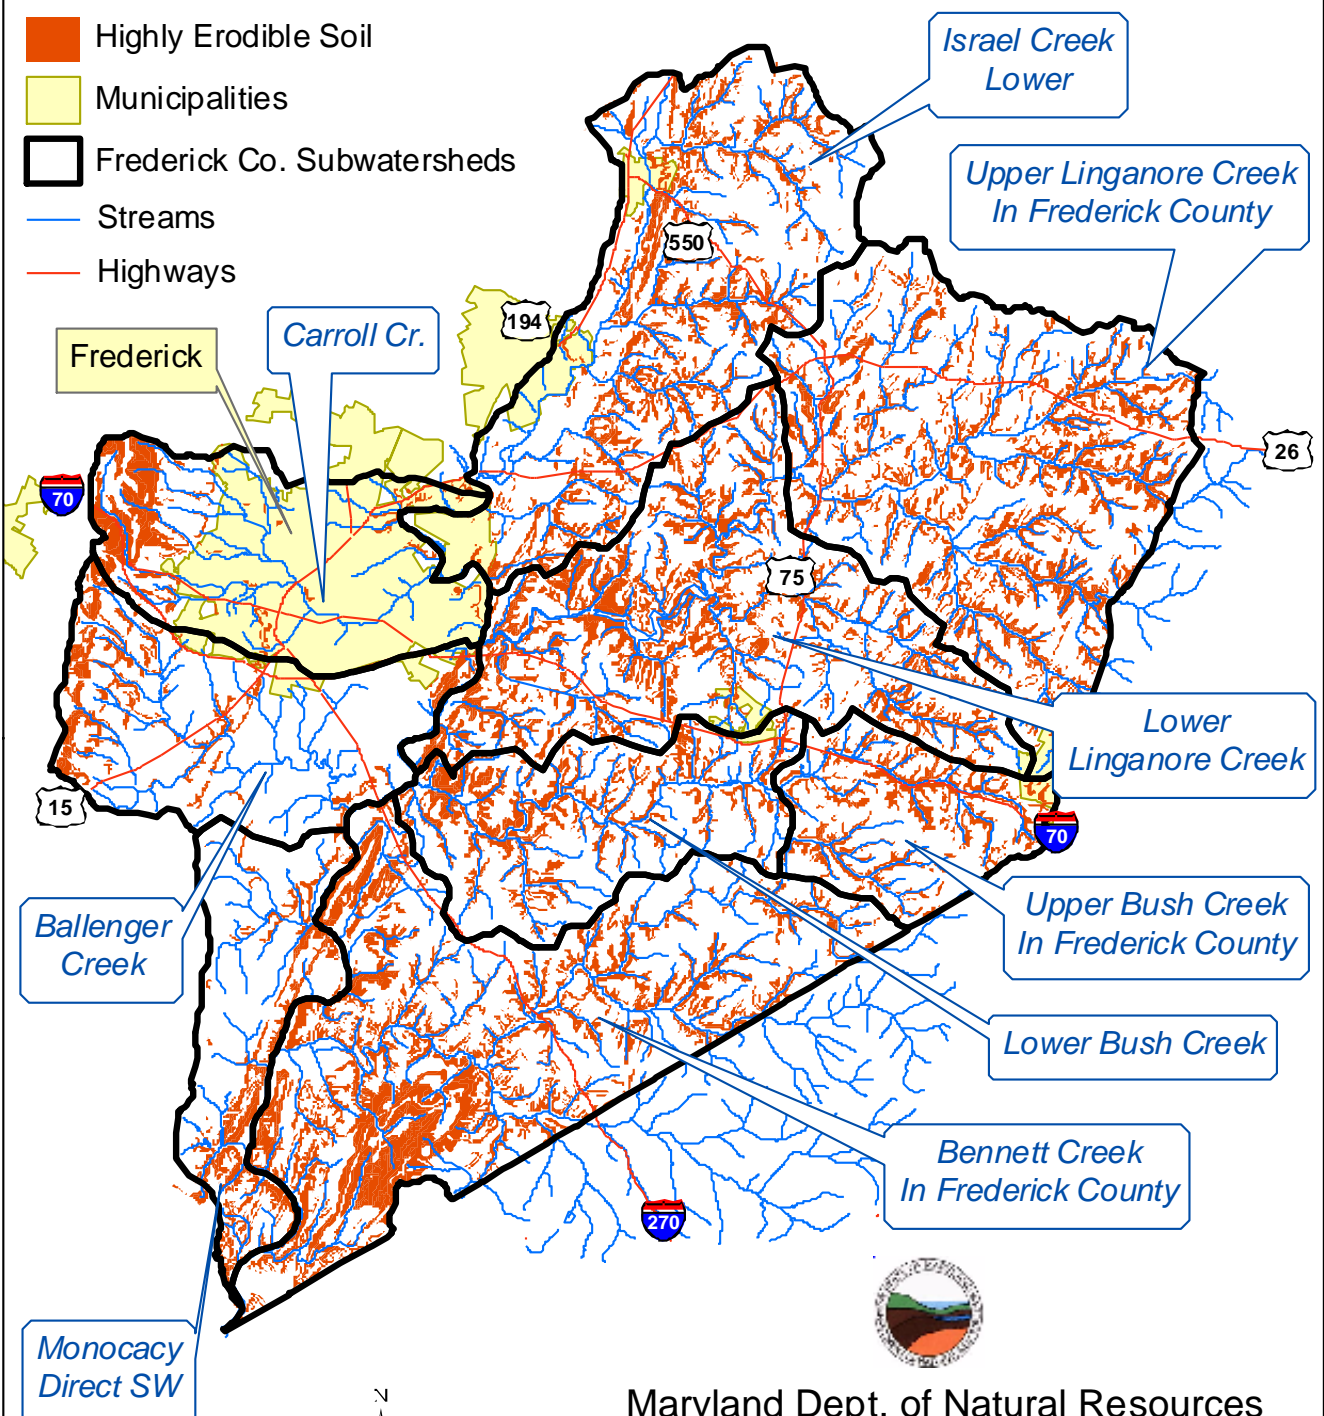 Highly Erodible Soil
Municipalities
Frederick Co. Subwatersheds
Streams
Highways
Israel Creek
Lower
Upper Linganore Creek
In Frederick County
550
194
Carroll Cr.
Frederick
26
70
75
Lower
Linganore Creek
15
70
Ballenger
Creek
Upper Bush Creek
In Frederick County
Lower Bush Creek
Bennett Creek
In Frederick County
270
Monocacy
Direct SW
N
Maryland Dept. of Natural Resources